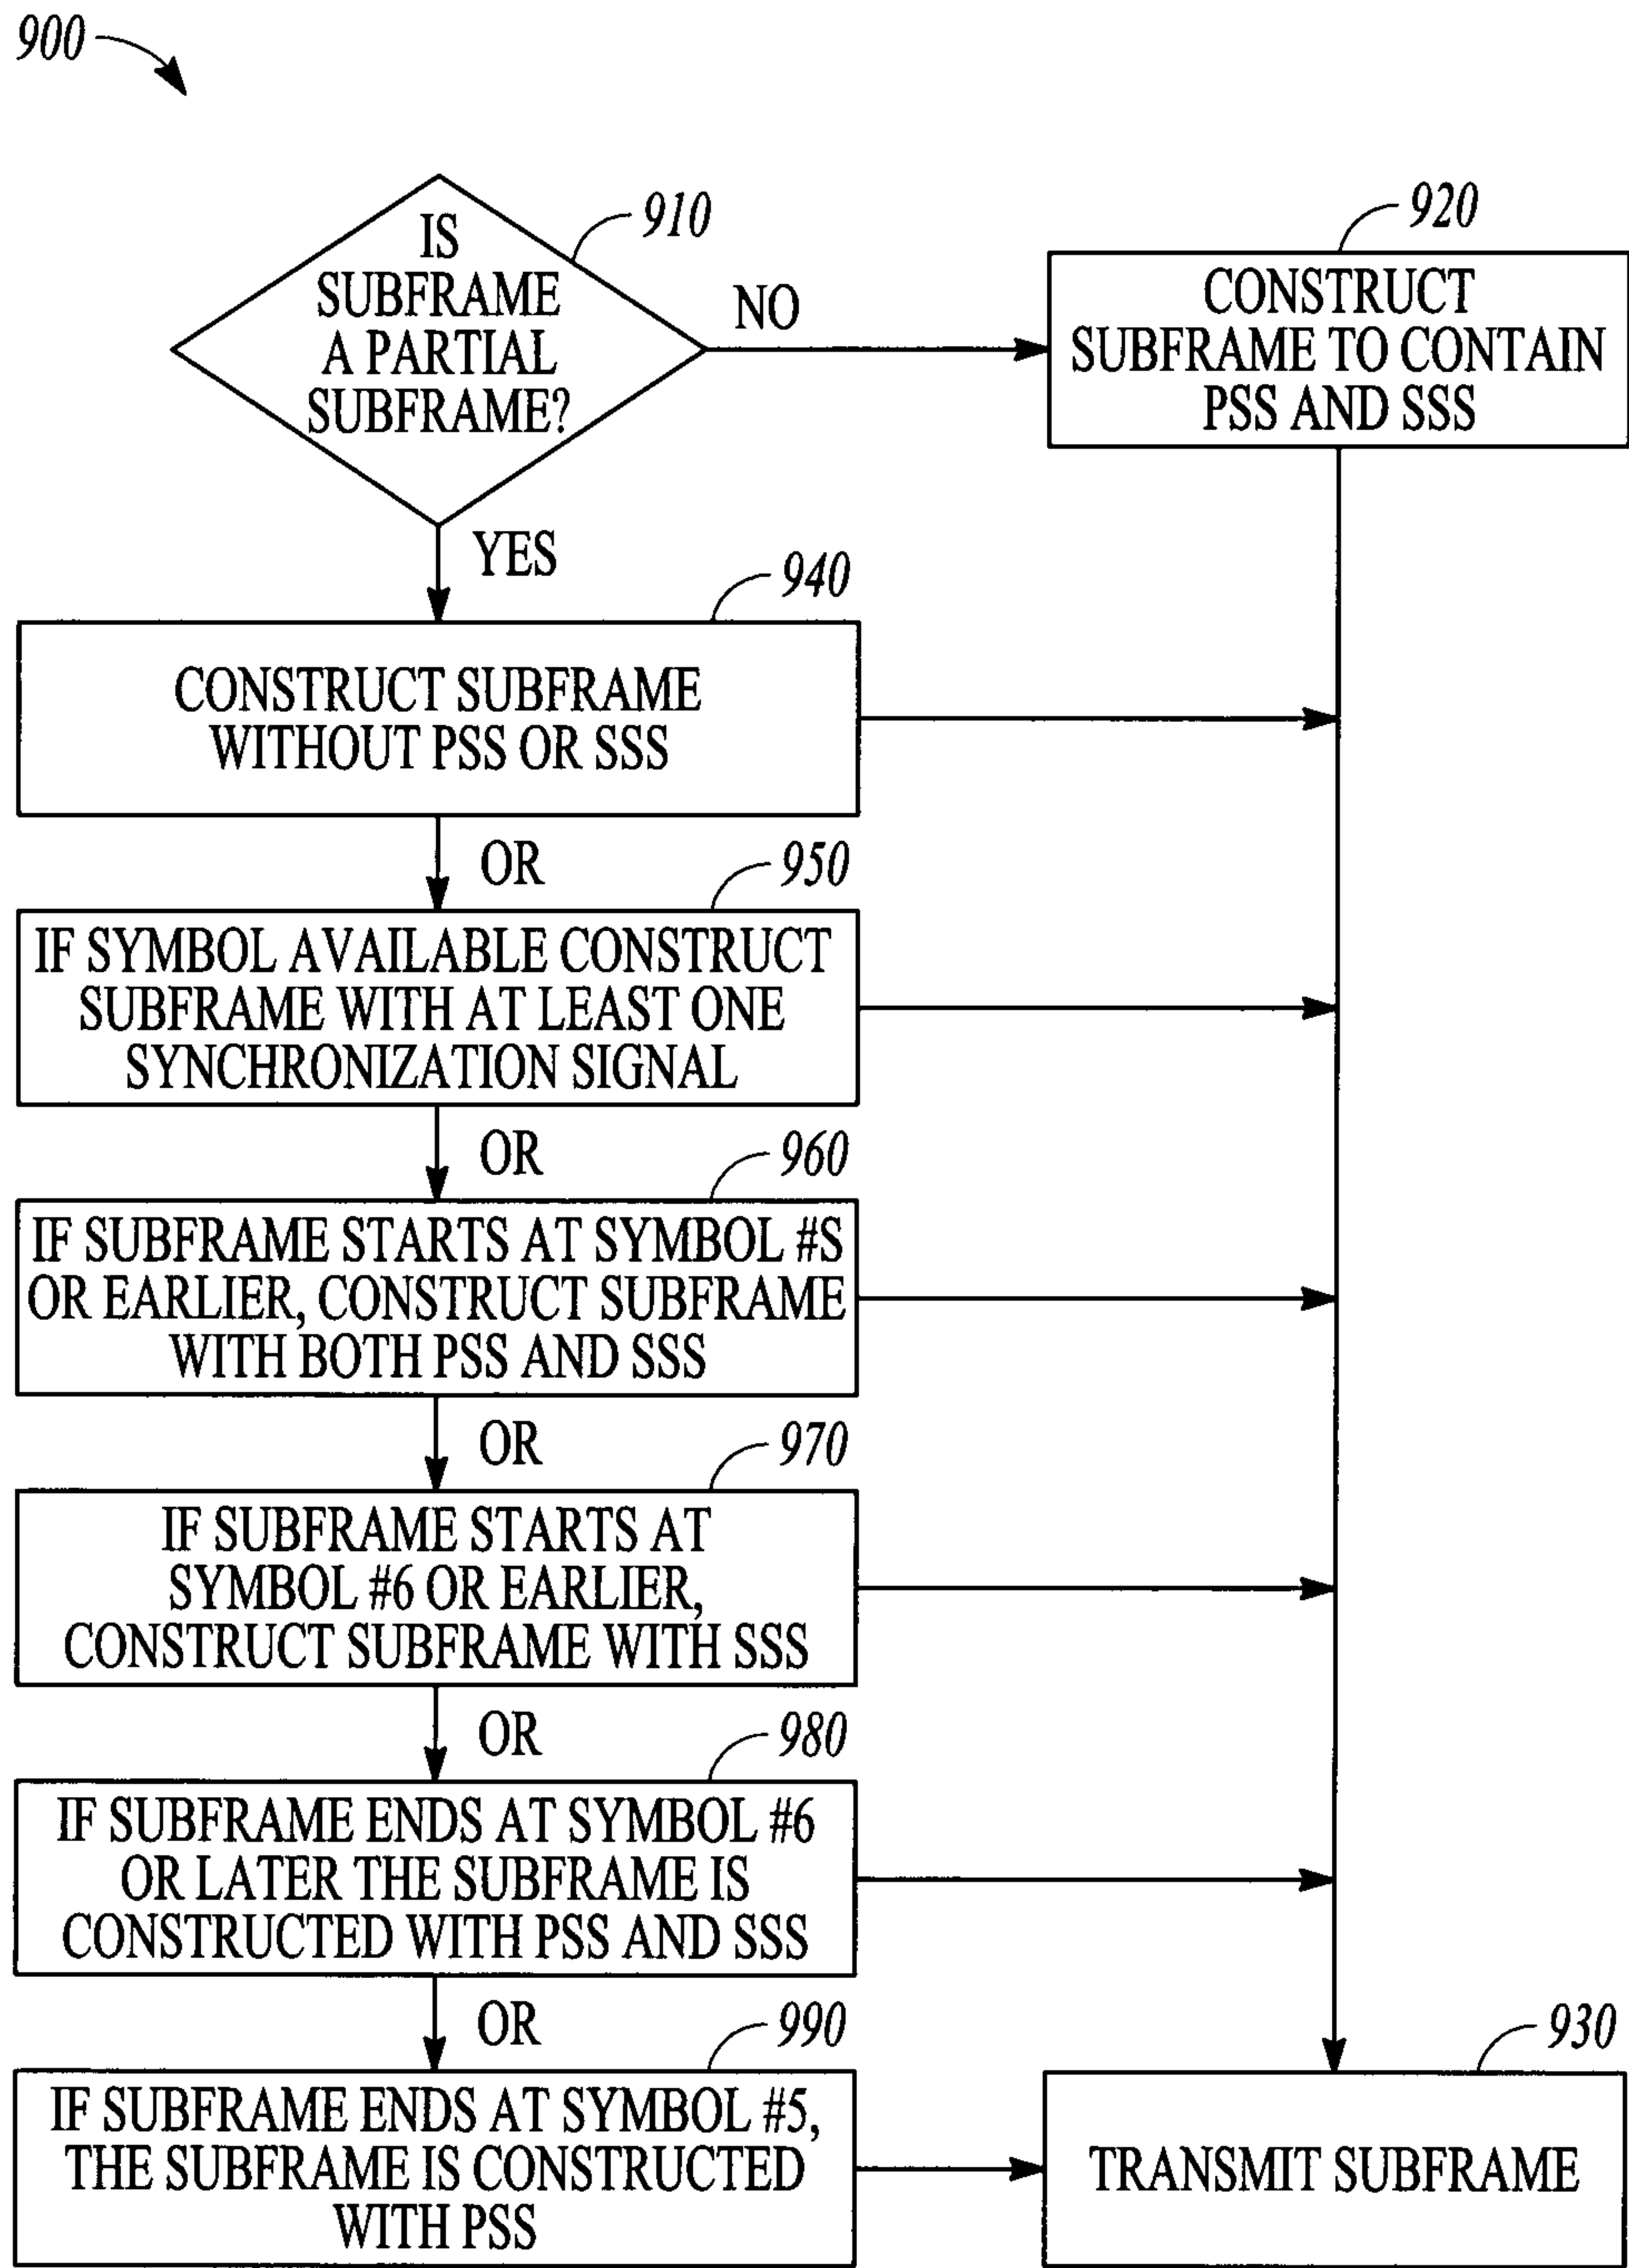 900
IS
SUBFRAME
A PARTIAL
SUBFRAME?
910
NO
920
CONSTRUCT
SUBFRAME TO CONTAIN
PSS AND SSS
YES
940
CONSTRUCT SUBFRAME
WITHOUT PSS OR SSS
OR
950
IF SYMBOL AVAILABLE CONSTRUCT
SUBFRAME WITH AT LEAST ONE
SYNCHRONIZATION SIGNAL
OR
960
IF SUBFRAME STARTS AT SYMBOL #S
OR EARLIER, CONSTRUCT SUBFRAME
WITH BOTH PSS AND SSS
OR
970
IF SUBFRAME STARTS AT
SYMBOL #6 OR EARLIER,
CONSTRUCT SUBFRAME WITH SSS
OR
980
IF SUBFRAME ENDS AT SYMBOL #6
OR LATER THE SUBFRAME IS
CONSTRUCTED WITH PSS AND SSS
OR
990
IF SUBFRAME ENDS AT SYMBOL #5,
THE SUBFRAME IS CONSTRUCTED
WITH PSS
930
TRANSMIT SUBFRAME